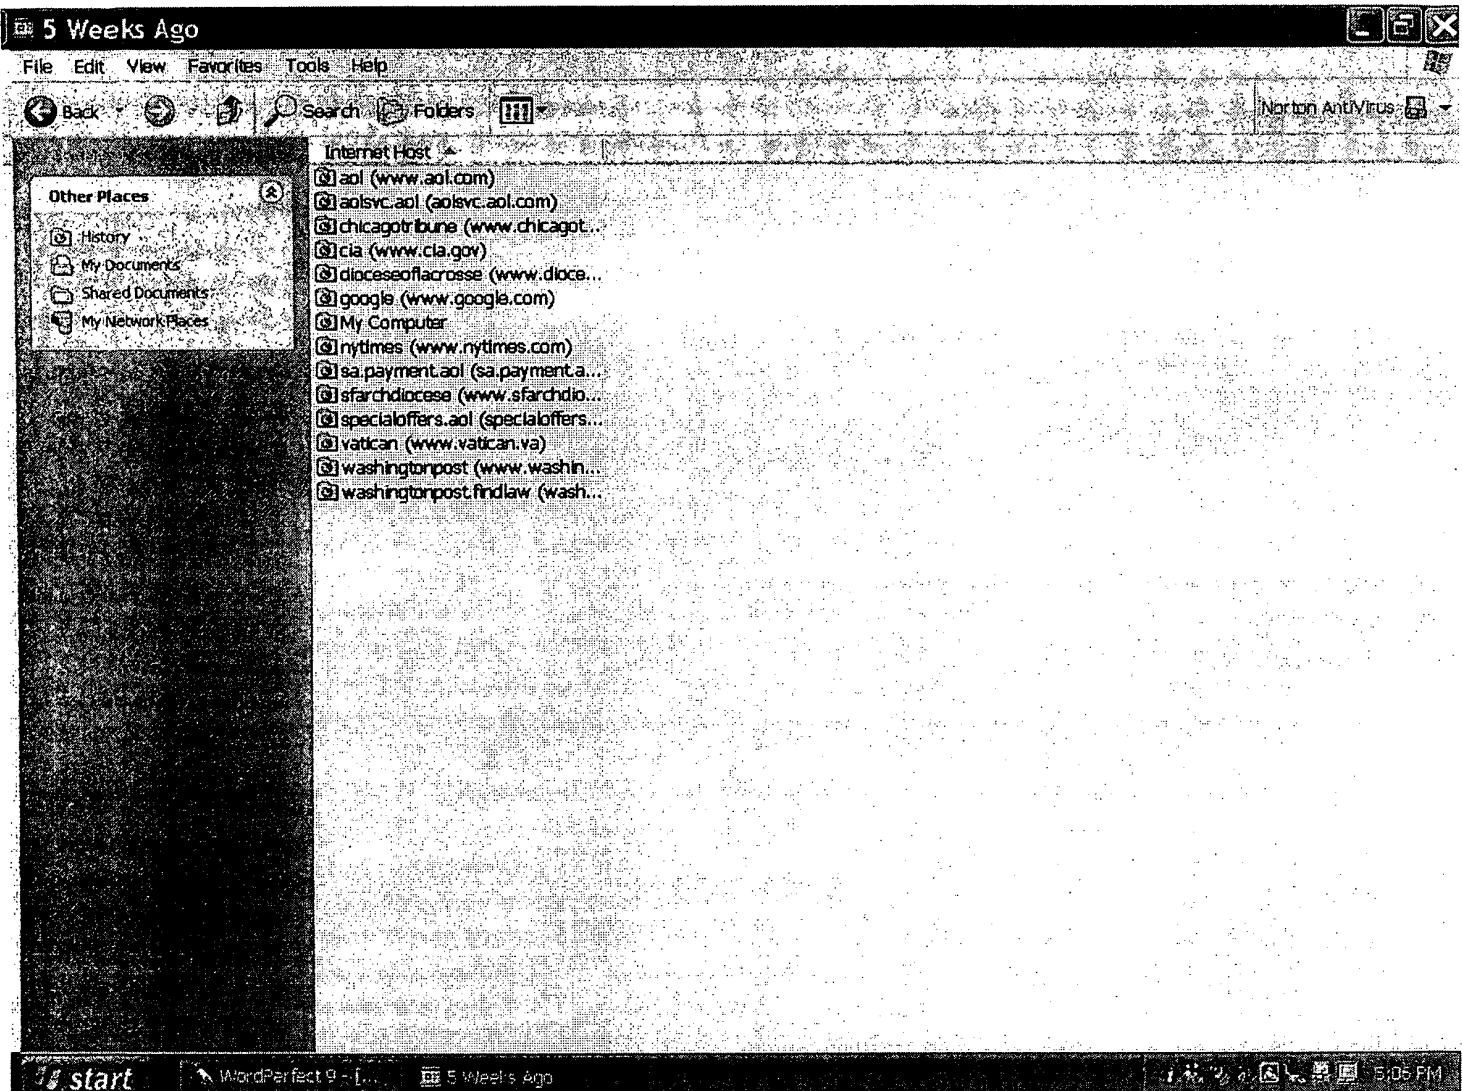 5 Weeks Ago
File Edit View Favorites Tools Help
Back Search Folders Norton AntiVirus
Internet Host
Other Places
History
My Documents
Shared Documents
My Network Places
aol (www.aol.com)
aolsvc.aol (aolsvc.aol.com)
chicagotribune (www.chicagot...
cia (www.cia.gov)
dioceseoflacrosse (www.dioce...
google (www.google.com)
My Computer
nytimes (www.nytimes.com)
sa.payment.aol (sa.payment.a...
sfarchdiocese (www.sfarchdio...
specialoffers.aol (specialoffers...
vatican (www.vatican.va)
washingtonpost (www.washin...
washingtonpost.findlaw (wash...
start WordPerfect 9 - [... 5 Weeks Ago 5:06 PM